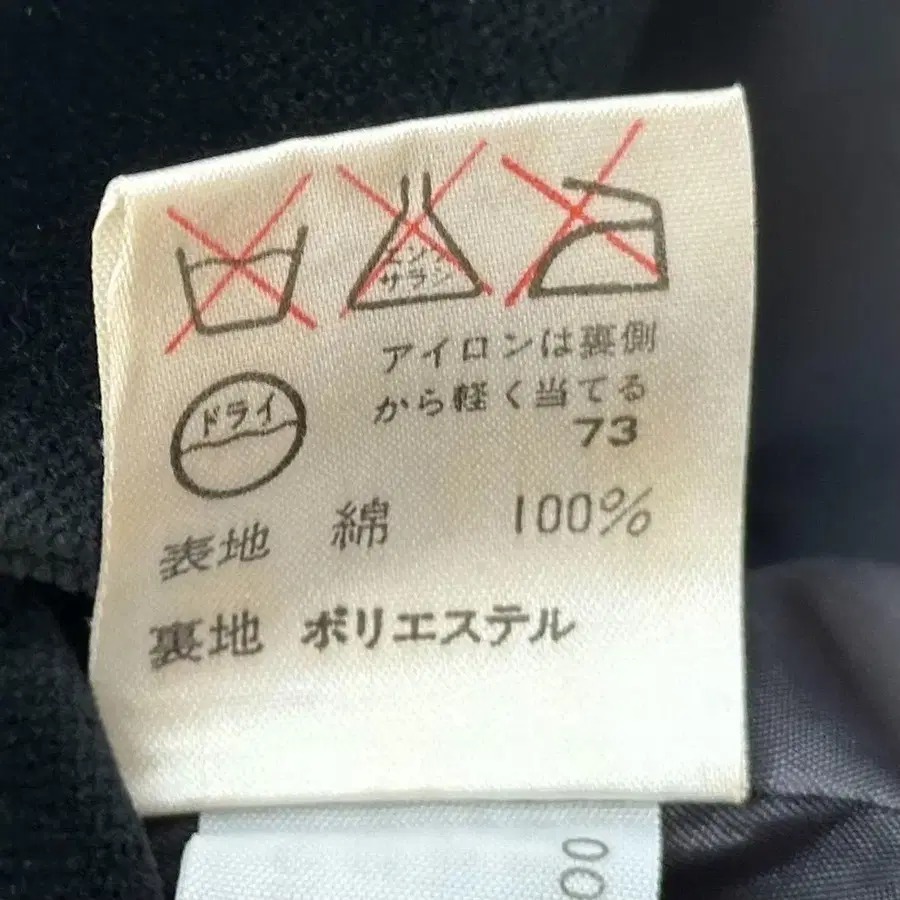 エンソ
サラシ
アイロンは裏側
から軽く当てる
73
ドライ
表地 綿 100%
裏地 ポリエステル
00